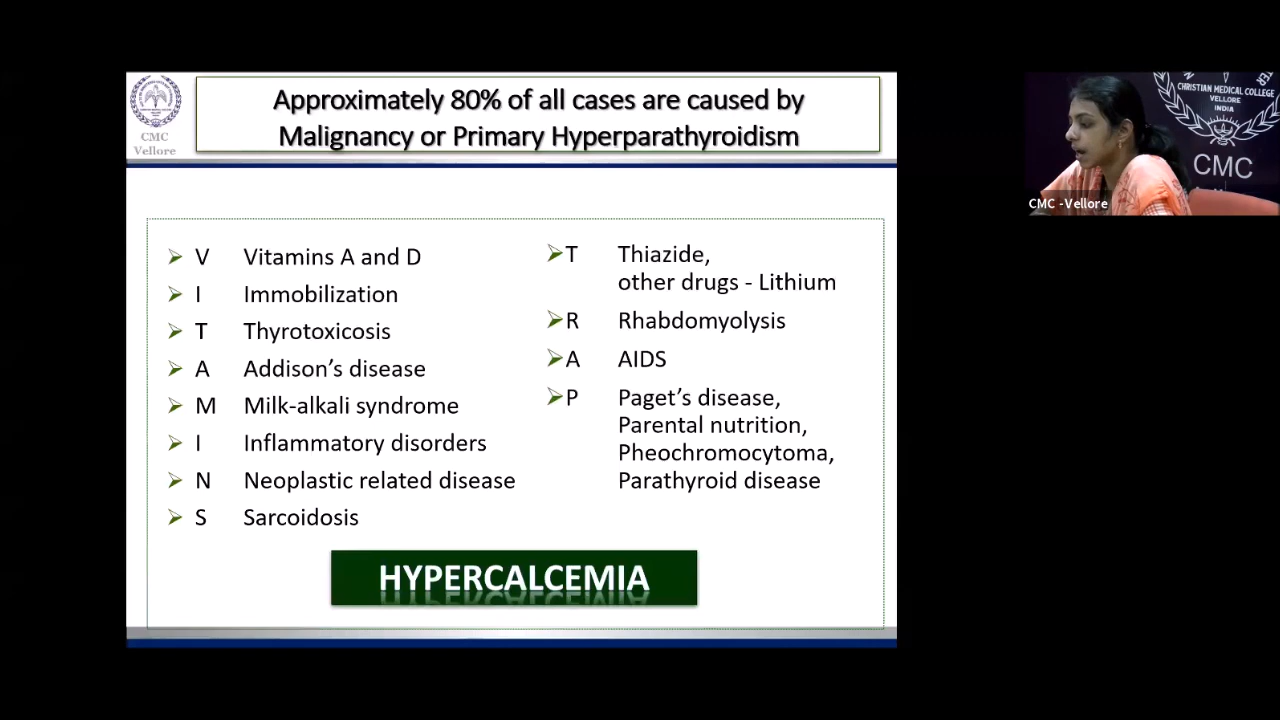 Approximately 80% of all cases are caused by
Malignancy or Primary Hyperparathyroidism
CMC
Vellore
V Vitamins A and D
I Immobilization
T Thyrotoxicosis
A Addison's disease
M Milk-alkali syndrome
I Inflammatory disorders
N Neoplastic related disease
S Sarcoidosis
T Thiazide,
other drugs - Lithium
R Rhabdomyolysis
A AIDS
P Paget's disease,
Parental nutrition,
Pheochromocytoma,
Parathyroid disease
HYPERCALCEMIA
CHRISTIAN MEDICAL COLLEGE
VELLORE
INDIA
CMC
CMC -Vellore